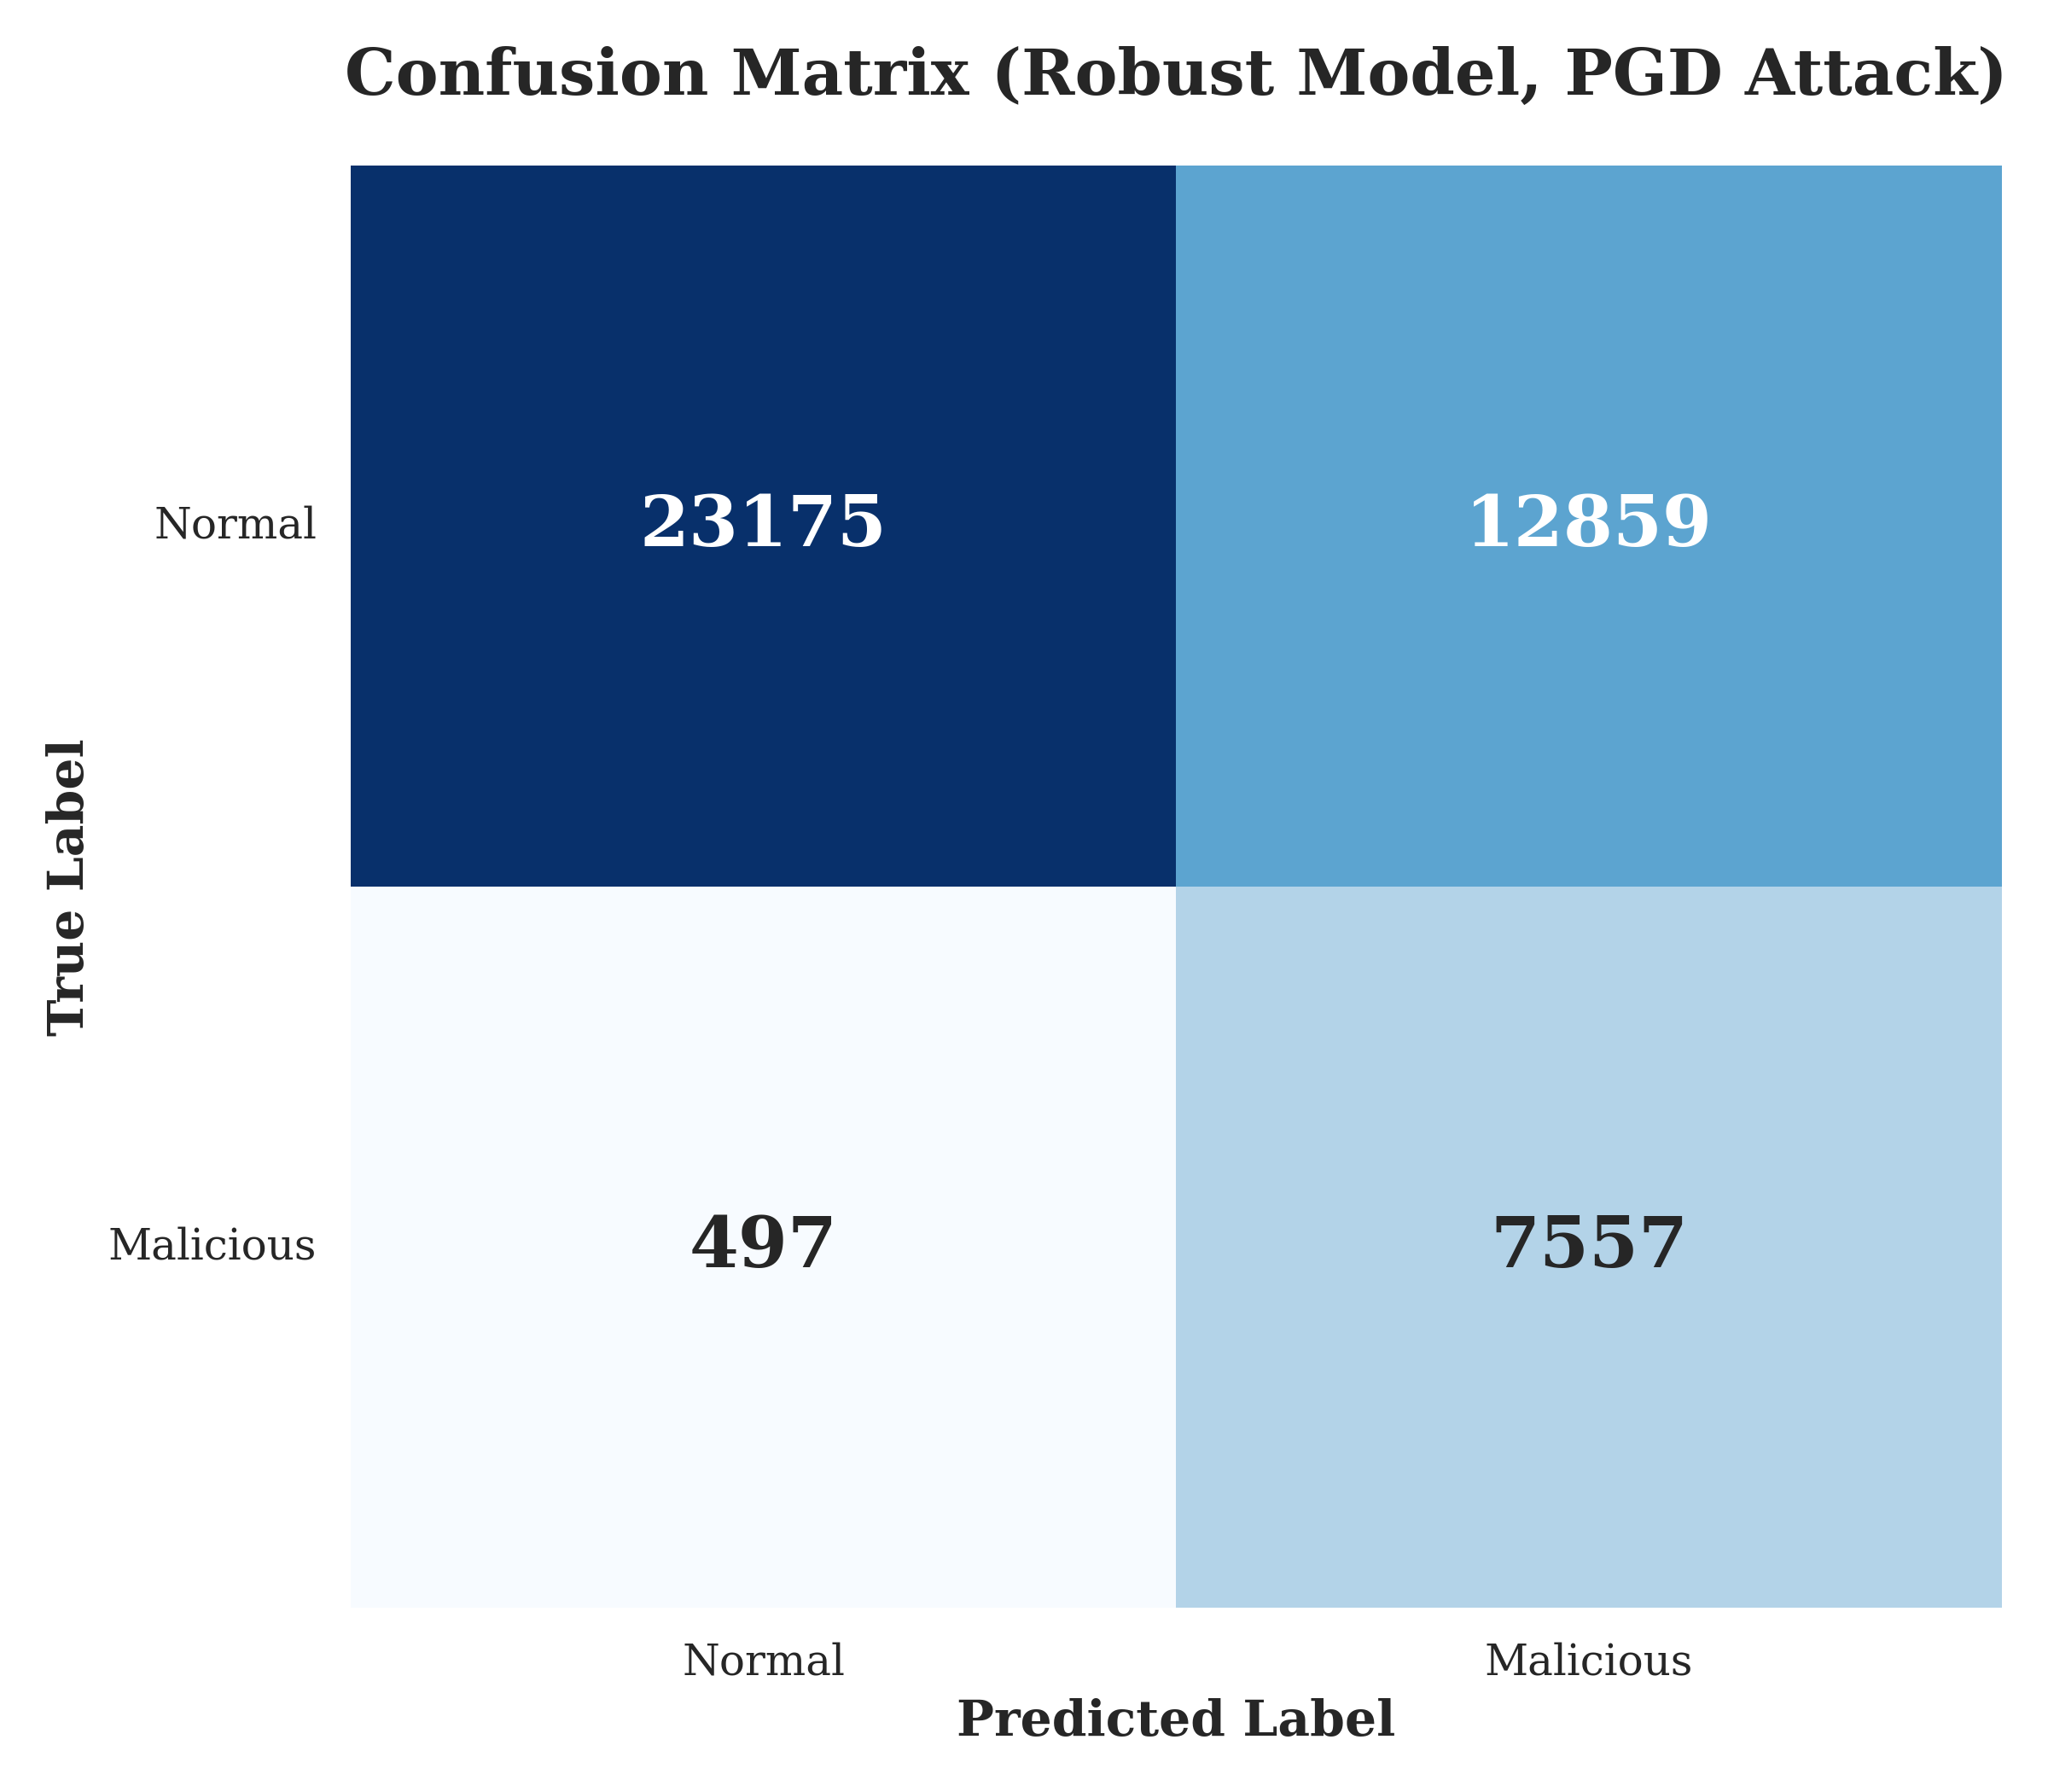 Confusion Matrix (Robust Model, PGD Attack)
True Label
Normal
23175
12859
Malicious
497
7557
Normal
Malicious
Predicted Label